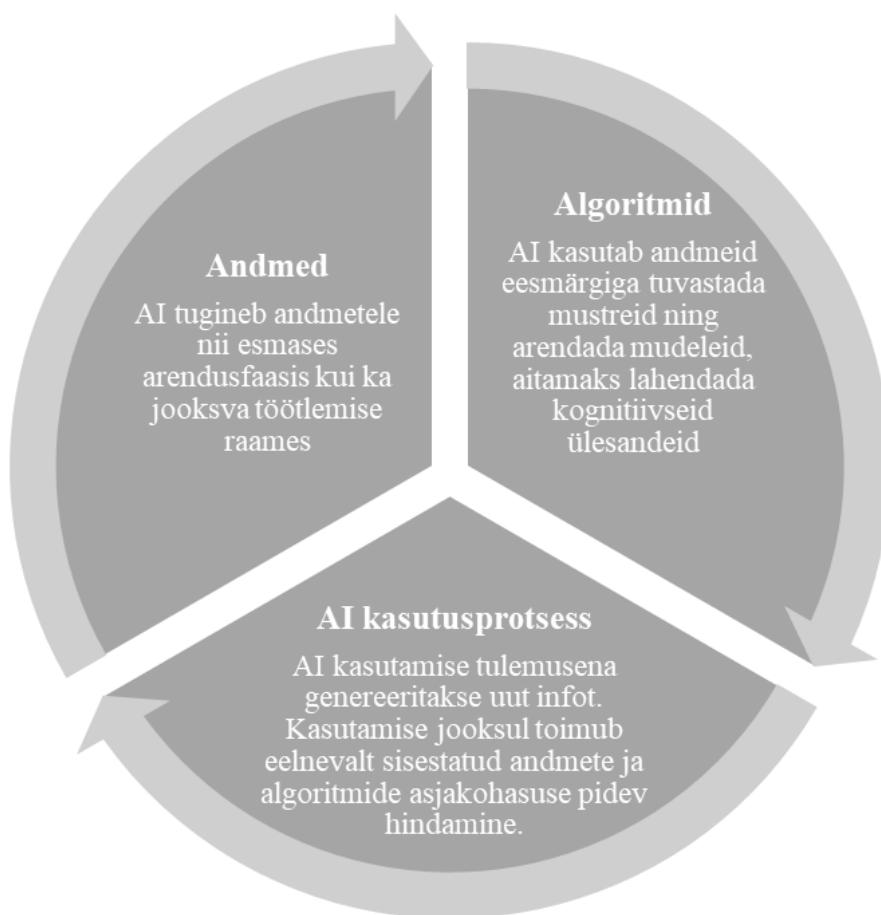 Andmed
AI tugineb andmetele
nii esmases
arendusfaasis kui ka
jooksva töötlemise
raames
Algoritmid
AI kasutab andmeid
eesmärgiga tuvastada
mustreid ning
arendada mudeleid,
aitamaks lahendada
kognitiivseid
ülesandeid
AI kasutusprotsess
AI kasutamise tulemusena
genereeritakse uut infot.
Kasutamise jooksul toimub
eelnevalt sisestatud andmete ja
algoritmide asjakohasuse pidev
hindamine.